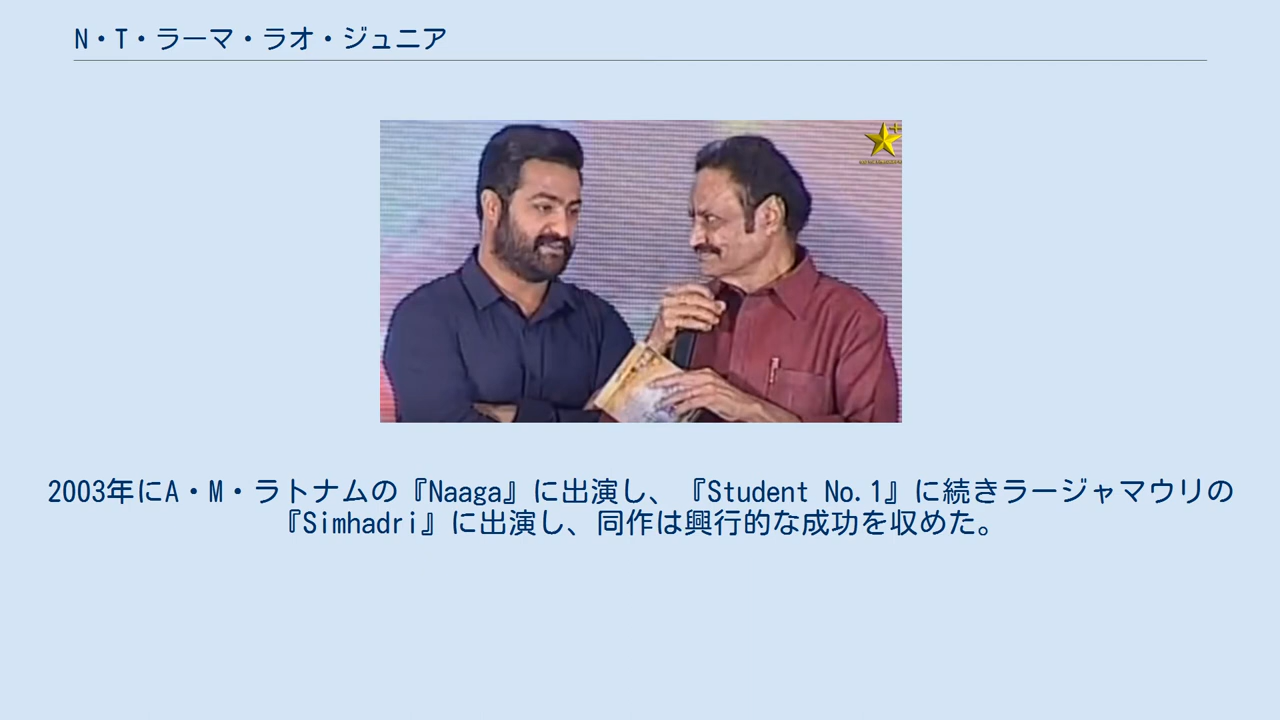 N・T・ラーマ・ラオ・ジュニア
2003年にA・M・ラトナムの『Naaga』に出演し、『Student No.1』に続きラージャマウリの
『Simhadri』に出演し、同作は興行的な成功を収めた。